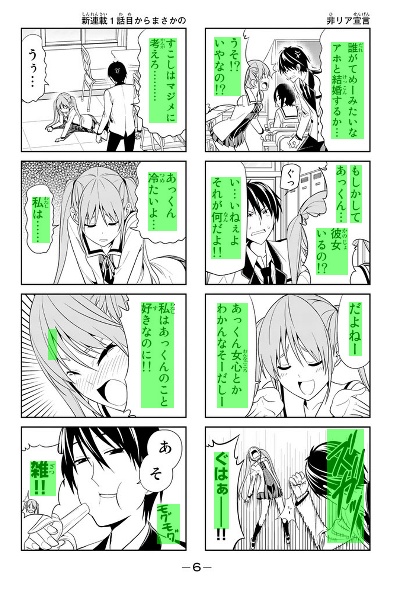 非リア宣言
誰がてめーみたいな
アホと結婚するか…
うそ!?
いやなの!?
もしかして
あっくん…
彼女
いるの!?
ぐっ
い…いねぇよ
それが何だよ!!
だよねー
あっくん女心とか
わかんなそーだしー
ズバリ
ぐはぁー!!
新連載1話目からまさかの
すこしはマジメに
考えろ………
うぅ…
あっくん
冷たいよ…
私は……
私はあっくんのこと
好きなのに!!
あそ
モグモグ
雑!!
—6—